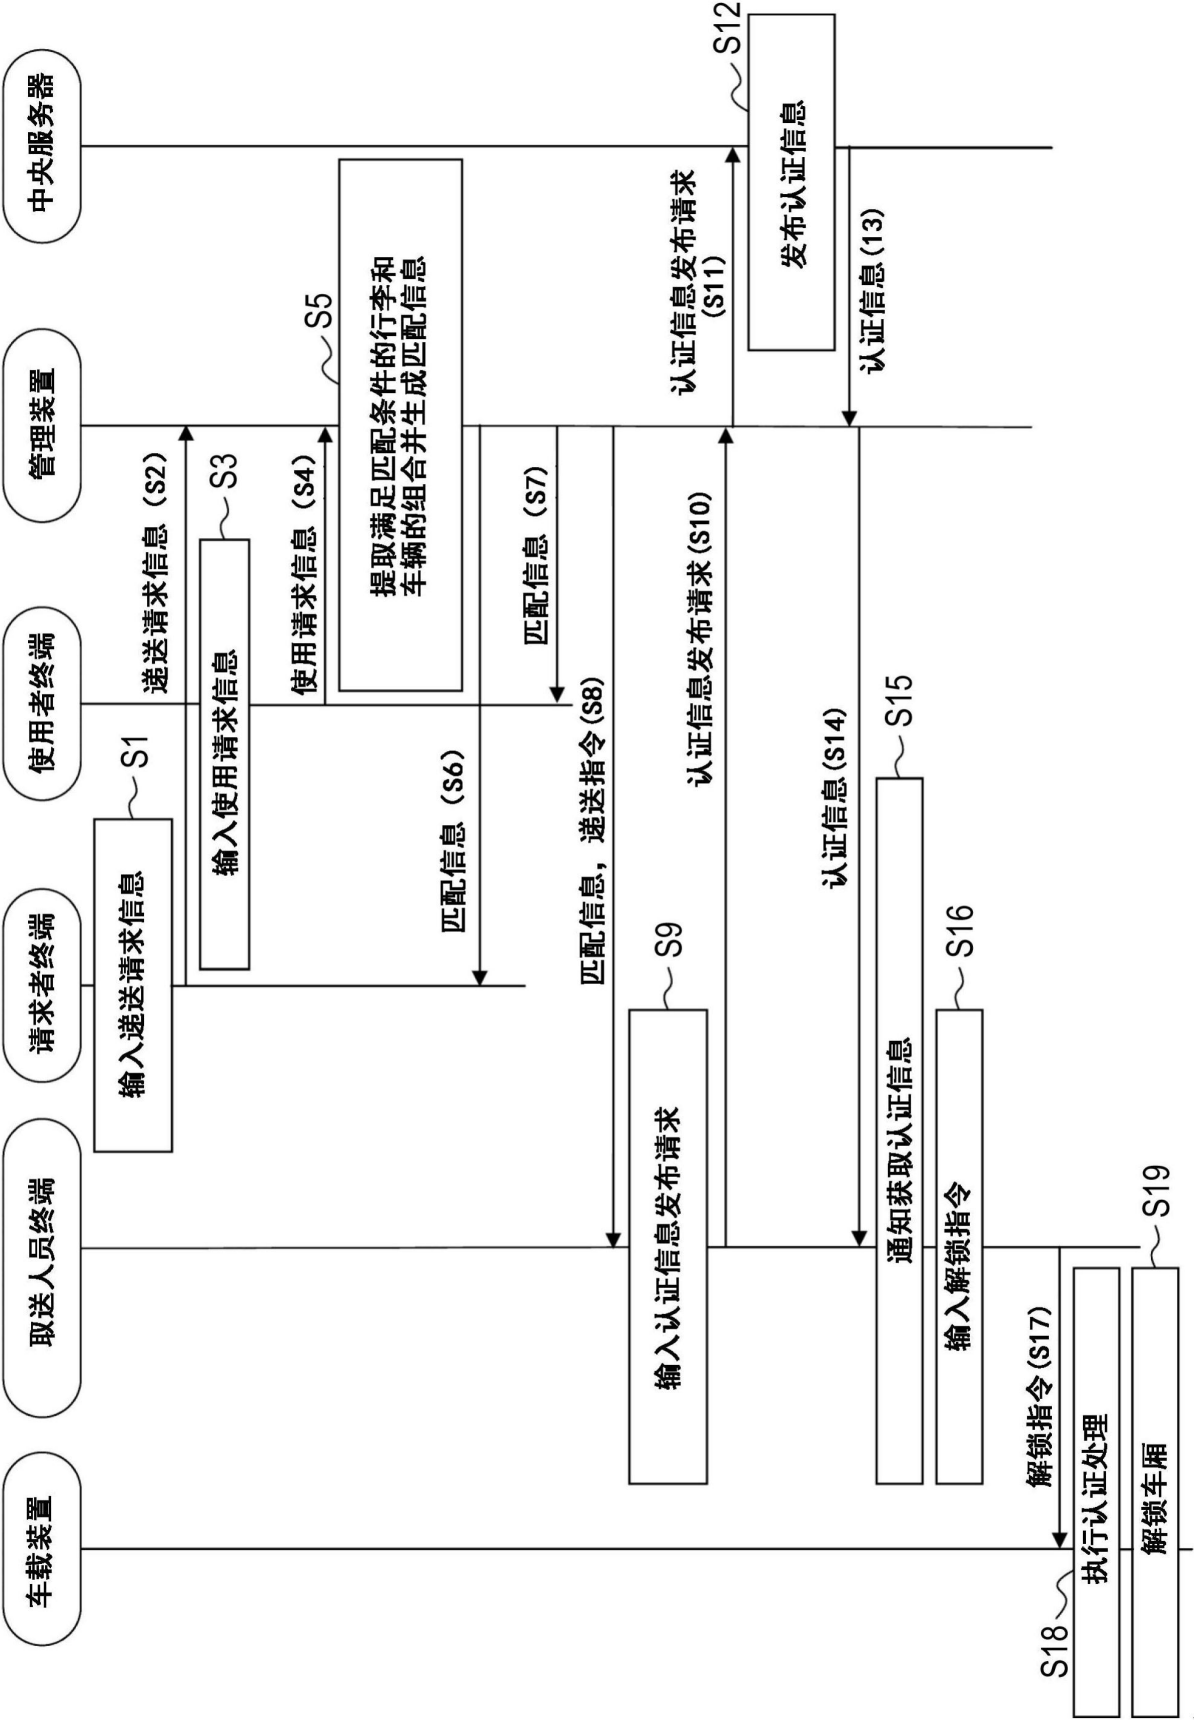 车载装置
取送人员终端
请求者终端
使用者终端
管理装置
中央服务器
S1
输入递送请求信息
递送请求信息（S2）
S3
输入使用请求信息
使用请求信息（S4）
S5
提取满足匹配条件的行李和
车辆的组合并生成匹配信息
匹配信息（S6）
匹配信息（S7）
匹配信息，递送指令(S8)
S9
输入认证信息发布请求
认证信息发布请求(S10)
认证信息发布请求
(S11)
S12
发布认证信息
认证信息(13)
认证信息(S14)
S15
通知获取认证信息
S16
输入解锁指令
解锁指令(S17)
S18
执行认证处理
S19
解锁车厢